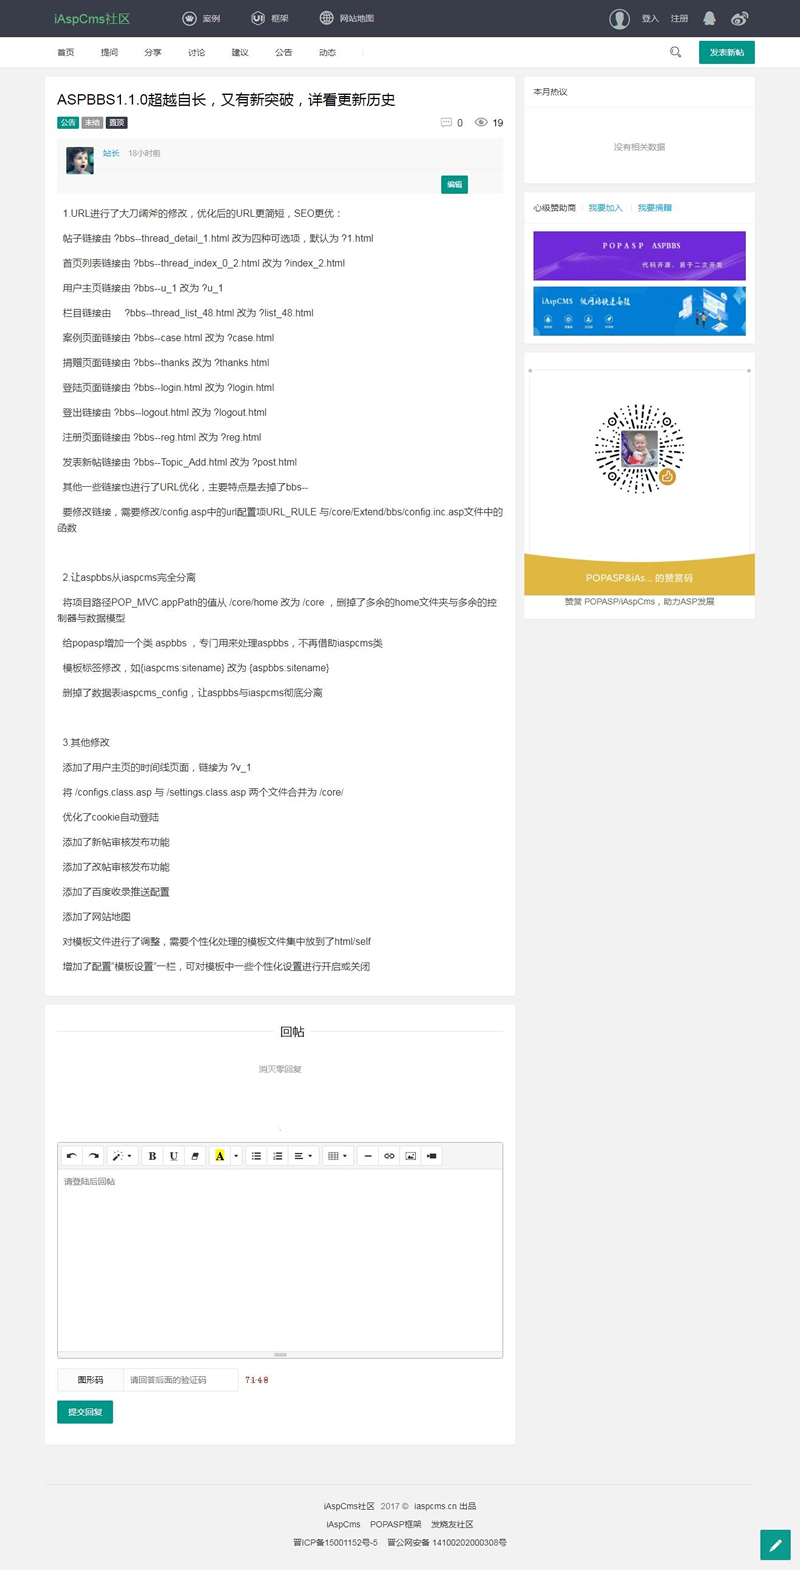 iAspCms社区
案例
框架
网站地图
登入
注册
首页
提问
分享
讨论
建议
公告
动态
发表新帖
ASPBBS1.1.0超越自长，又有新突破，详看更新历史
公告 未结 置顶
0 19
站长 18小时前
编辑
1.URL进行了大刀阔斧的修改，优化后的URL更简短，SEO更优：
帖子链接由 ?bbs--thread_detail_1.html 改为四种可选项，默认为 ?1.html
首页列表链接由 ?bbs--thread_index_0_2.html 改为 ?index_2.html
用户主页链接由 ?bbs--u_1 改为 ?u_1
栏目链接由 ?bbs--thread_list_48.html 改为 ?list_48.html
案例页面链接由 ?bbs--case.html 改为 ?case.html
捐赠页面链接由 ?bbs--thanks 改为 ?thanks.html
登陆页面链接由 ?bbs--login.html 改为 ?login.html
登出链接由 ?bbs--logout.html 改为 ?logout.html
注册页面链接由 ?bbs--reg.html 改为 ?reg.html
发表新帖链接由 ?bbs--Topic_Add.html 改为 ?post.html
其他一些链接也进行了URL优化，主要特点是去掉了bbs--
要修改链接，需要修改/config.asp中的url配置项URL_RULE 与/core/Extend/bbs/config.inc.asp文件中的
函数
2.让aspbbs从iaspcms完全分离
将项目路径POP_MVC.appPath的值从 /core/home 改为 /core ，删掉了多余的home文件夹与多余的控
制器与数据模型
给popasp增加一个类 aspbbs ，专门用来处理aspbbs，不再借助iaspcms类
模板标签修改，如{iaspcms:sitename} 改为 {aspbbs:sitename}
删掉了数据表iaspcms_config，让aspbbs与iaspcms彻底分离
3.其他修改
添加了用户主页的时间线页面，链接为 ?v_1
将 /configs.class.asp 与 /settings.class.asp 两个文件合并为 /core/
优化了cookie自动登陆
添加了新帖审核发布功能
添加了改帖审核发布功能
添加了百度收录推送配置
添加了网站地图
对模板文件进行了调整，需要个性化处理的模板文件集中放到了html/self
增加了配置“模板设置”一栏，可对模板中一些个性化设置进行开启或关闭
回帖
消灭零回复
B U A
请登陆后回帖
图形码
请回答后面的验证码
7148
提交回复
本月热议
没有相关数据
心级赞助商 我要加入 我要捐赠
POPASP ASPBBS
代码开源、易于二次开发
iAspCMS 做网站快速高效
POPASP&iAs... 的赞赏码
赞赏 POPASP/iAspCms，助力ASP发展
iAspCms社区 2017 © iaspcms.cn 出品
iAspCms POPASP框架 发烧友社区
晋ICP备15001152号-5 晋公网安备 14100202000308号